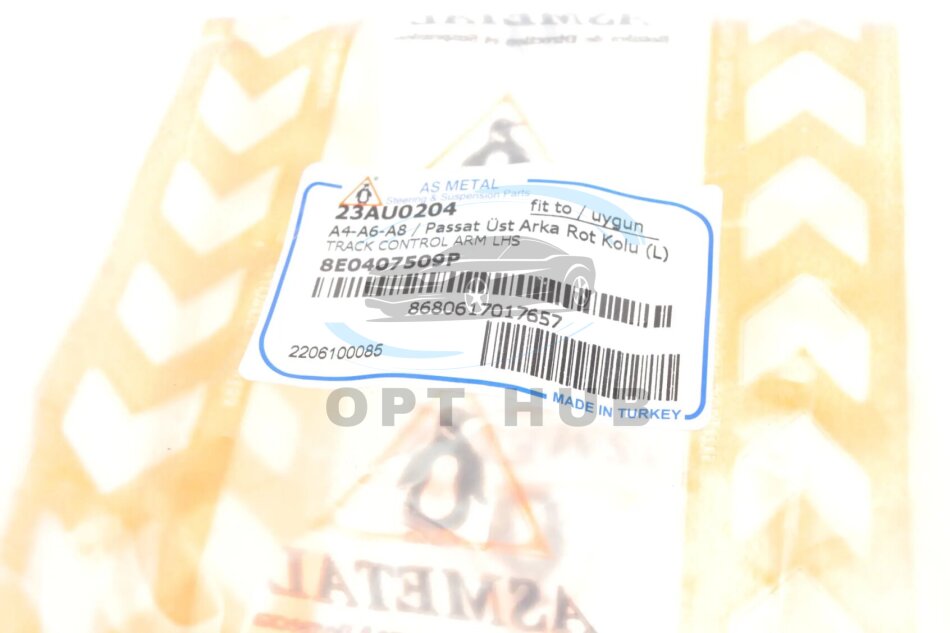 ASMETAL
AS METAL
Steering & Suspension Parts
23AU0204
fit to / uygun
A4-A6-A8 / Passat Üst Arka Rot Kolu (L)
TRACK CONTROL ARM LHS
8E0407509P
8680617017657
2206100085
MADE IN TURKEY
OPT HUB
ASMETAL